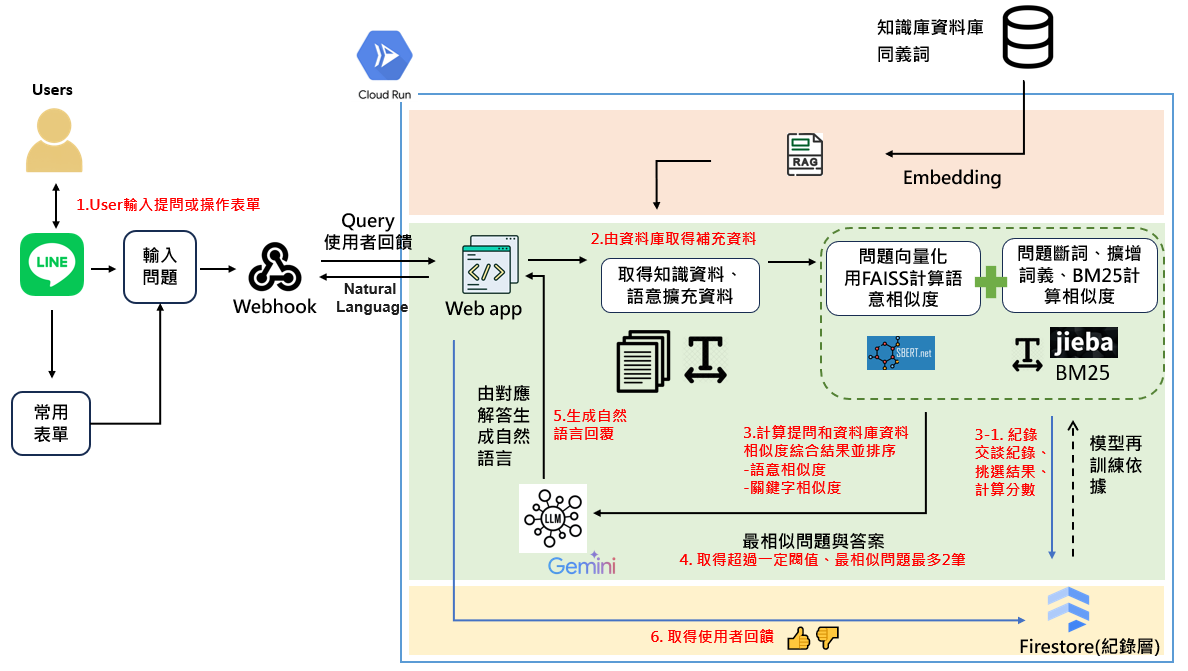 知識庫資料庫
同義詞
Cloud Run
Users
RAG
Embedding
1.User輸入提問或操作表單
LINE
輸入
問題
Webhook
Query
使用者回饋
Natural
Language
Web app
2.由資料庫取得補充資料
取得知識資料、
語意擴充資料
問題向量化
用FAISS計算語
意相似度
問題斷詞、擴增
詞義、BM25計
算相似度
SBERT.net
jieba
BM25
常用
表單
由對應
解答生
成自然
語言
5.生成自然
語言回覆
3.計算提問和資料庫資料
相似度綜合結果並排序
-語意相似度
-關鍵字相似度
3-1. 紀錄
交談紀錄、
挑選結果、
計算分數
模型再
訓練依
據
LLM
Gemini
最相似問題與答案
4. 取得超過一定閥值、最相似問題最多2筆
6. 取得使用者回饋
Firestore(紀錄層)